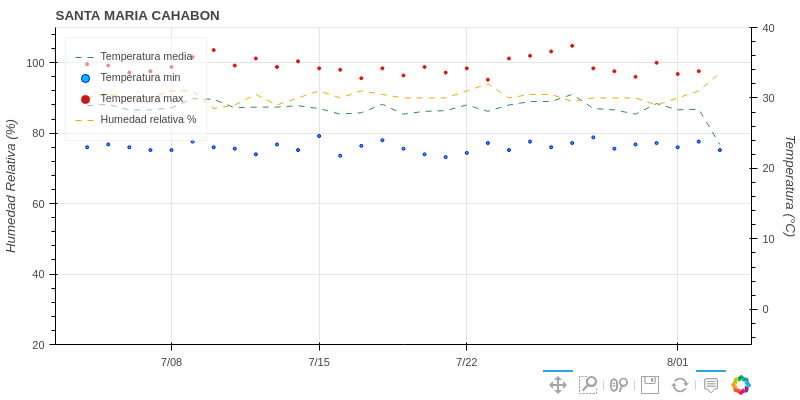 SANTA MARIA CAHABON
Temperatura media
Temperatura min
Temperatura max
Humedad relativa %
Humedad Relativa (%)
100
80
60
40
20
Temperatura (°C)
40
30
20
10
0
7/08
7/15
7/22
8/01